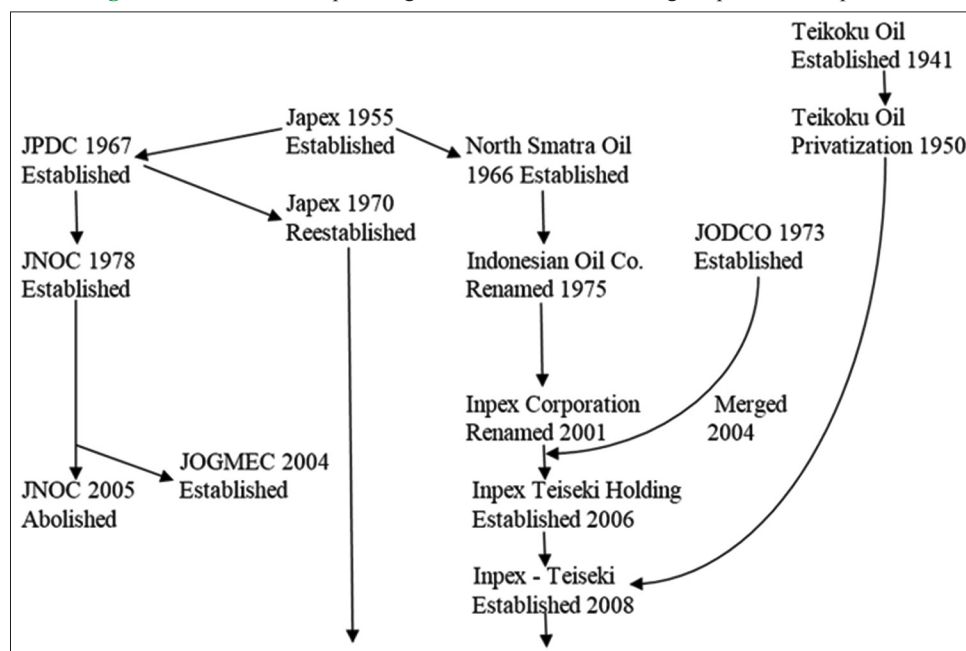 Teikoku Oil
Established 1941
Teikoku Oil
Privatization 1950
Japex 1955
Established
JPDC 1967
Established
North Smatra Oil
1966 Established
Japex 1970
Reestablished
JODCO 1973
Established
JNOC 1978
Established
Indonesian Oil Co.
Renamed 1975
Inpex Corporation
Renamed 2001
Merged
2004
JOGMEC 2004
Established
JNOC 2005
Abolished
Inpex Teiseki Holding
Established 2006
Inpex - Teiseki
Established 2008